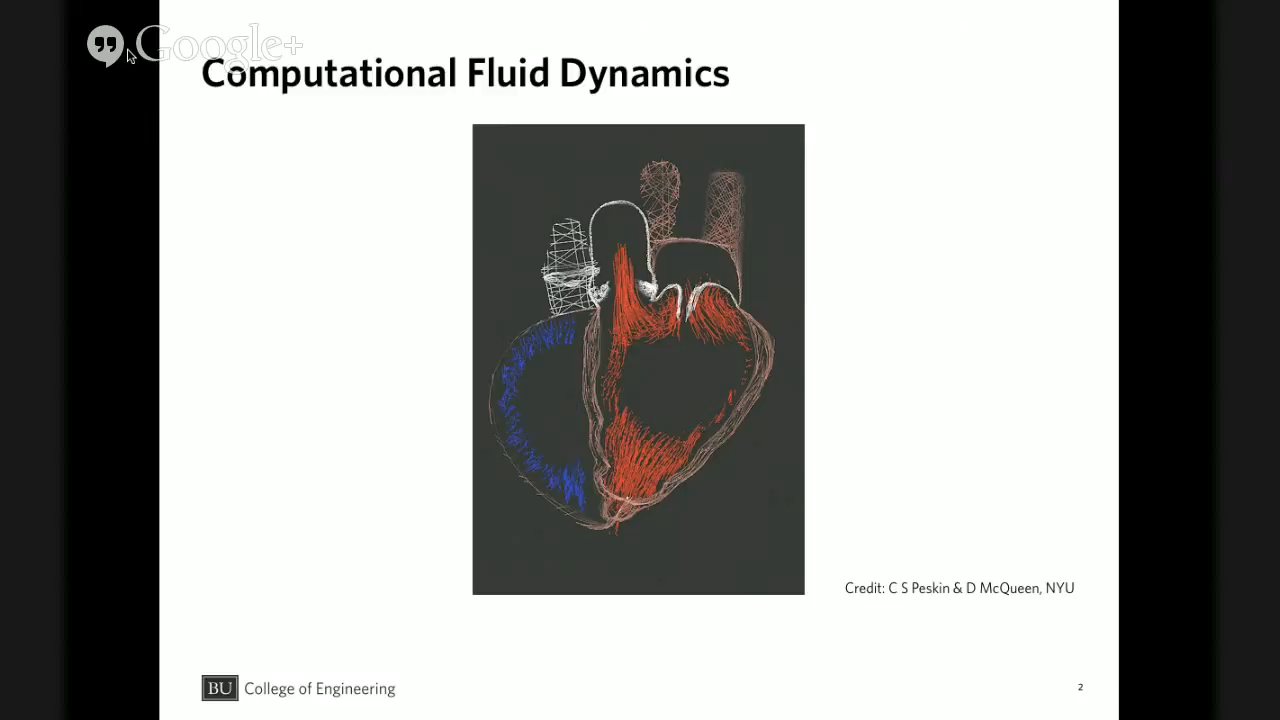 Google+
Computational Fluid Dynamics
Credit: C S Peskin & D McQueen, NYU
BU College of Engineering
2